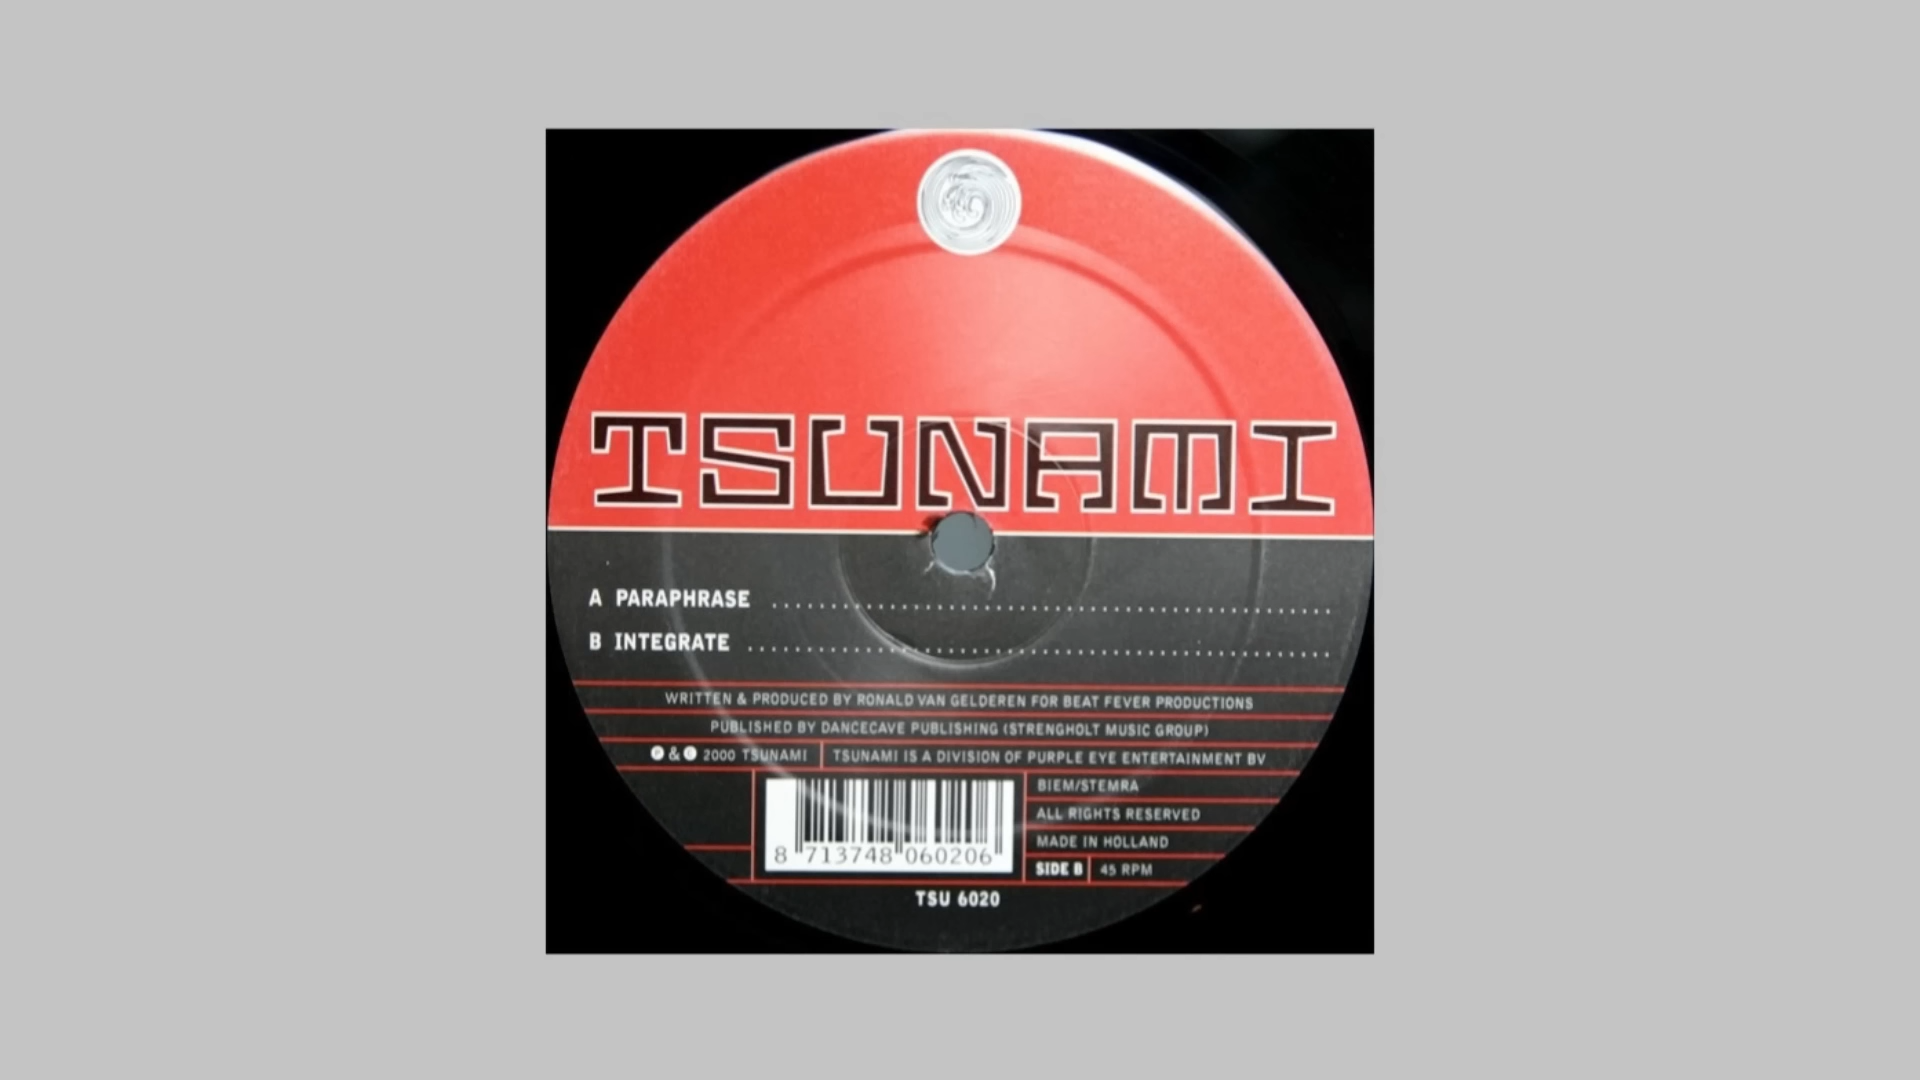 TSUNAMI
A PARAPHRASE
B INTEGRATE
WRITTEN & PRODUCED BY RONALD VAN GELDEREN FOR BEAT FEVER PRODUCTIONS
PUBLISHED BY DANCECAVE PUBLISHING (STRENGHOLT MUSIC GROUP)
Ⓟ & Ⓒ 2000 TSUNAMI TSUNAMI IS A DIVISION OF PURPLE EYE ENTERTAINMENT BV
BIEM/STEMRA
ALL RIGHTS RESERVED
MADE IN HOLLAND
8 713748 060206
SIDE B 45 RPM
TSU 6020